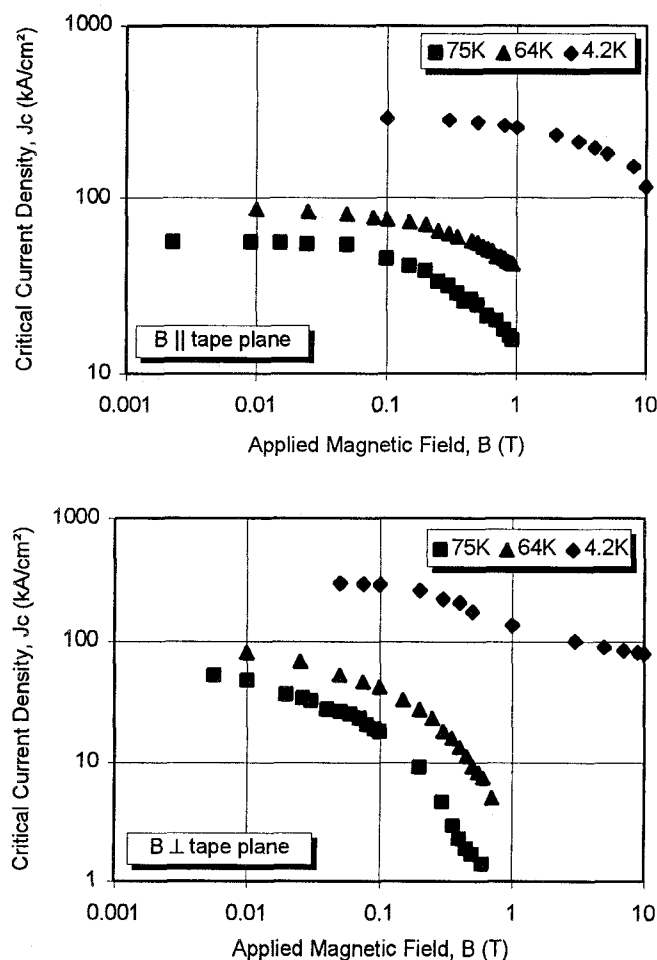 1000
■ 75K ▲ 64K ◆ 4.2K
100
10
0.001 0.01 0.1 1 10
Critical Current Density, Jc (kA/cm²)
B || tape plane
Applied Magnetic Field, B (T)
1000
■ 75K ▲ 64K ◆ 4.2K
100
10
1
0.001 0.01 0.1 1 10
Critical Current Density, Jc (kA/cm²)
B ⊥ tape plane
Applied Magnetic Field, B (T)